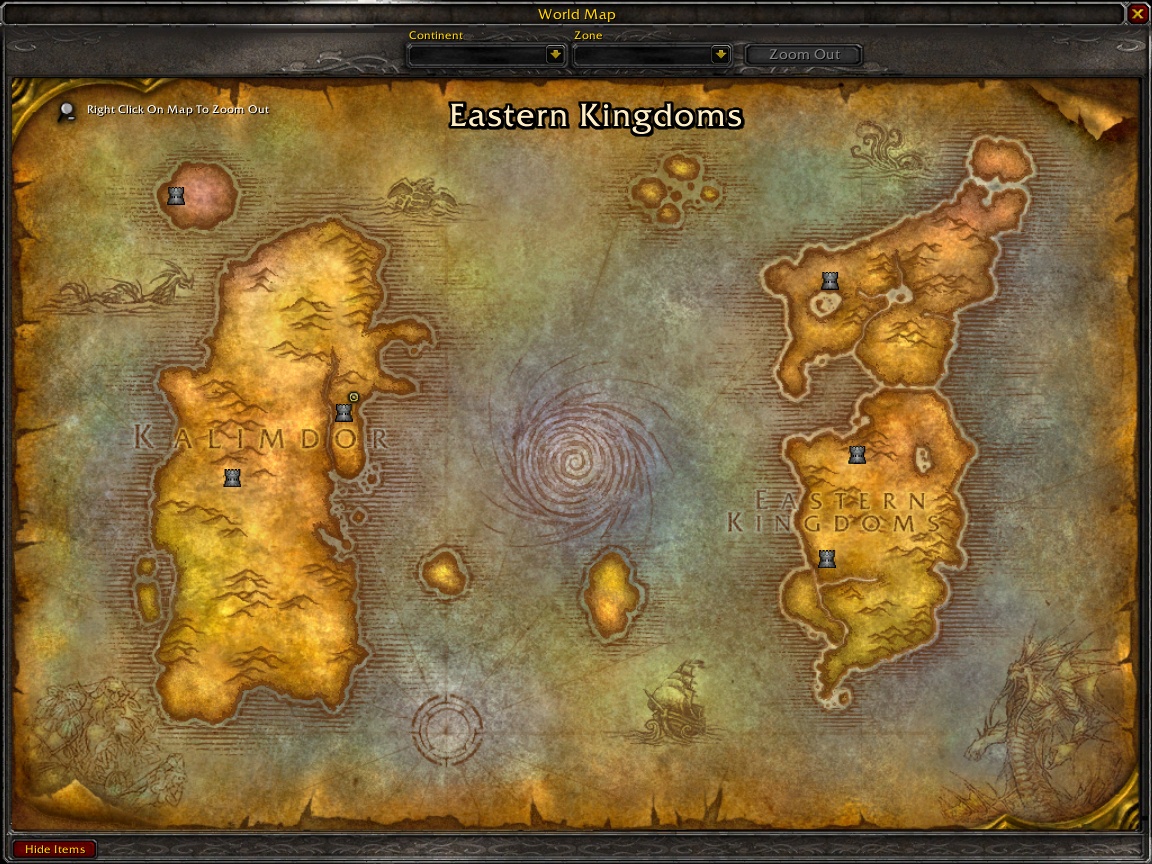 World Map
Continent
Zone
Zoom Out
Right Click On Map To Zoom Out
Eastern Kingdoms
KALIMDOR
EASTERN
KINGDOMS
Hide Items